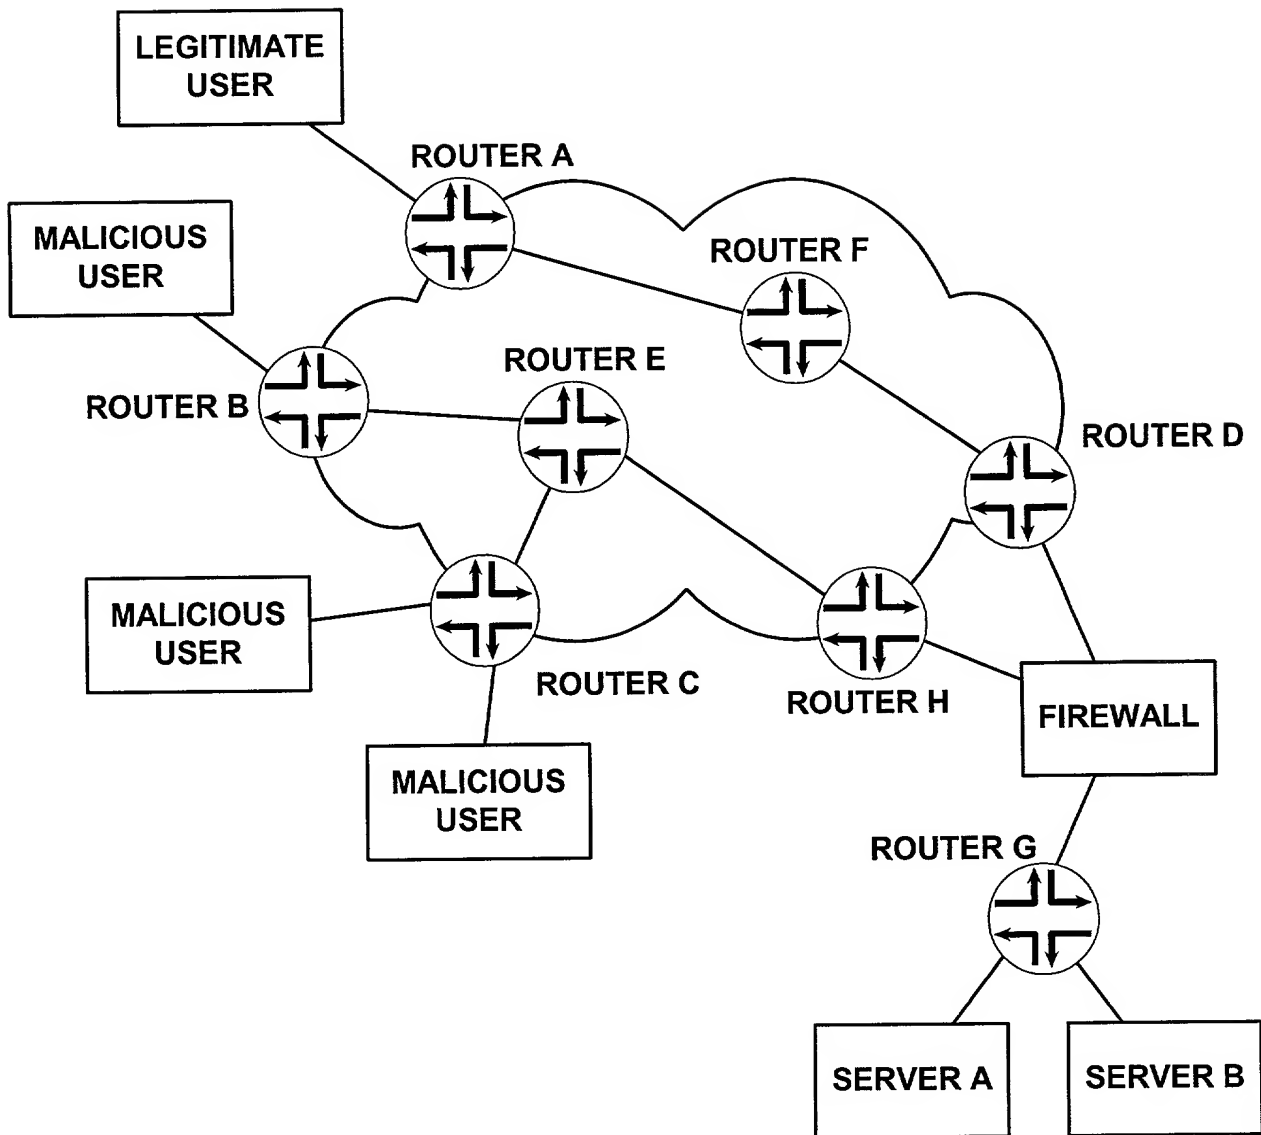 LEGITIMATE
USER
ROUTER A
MALICIOUS
USER
ROUTER F
ROUTER E
ROUTER B
ROUTER D
MALICIOUS
USER
ROUTER C
ROUTER H
FIREWALL
MALICIOUS
USER
ROUTER G
SERVER A
SERVER B